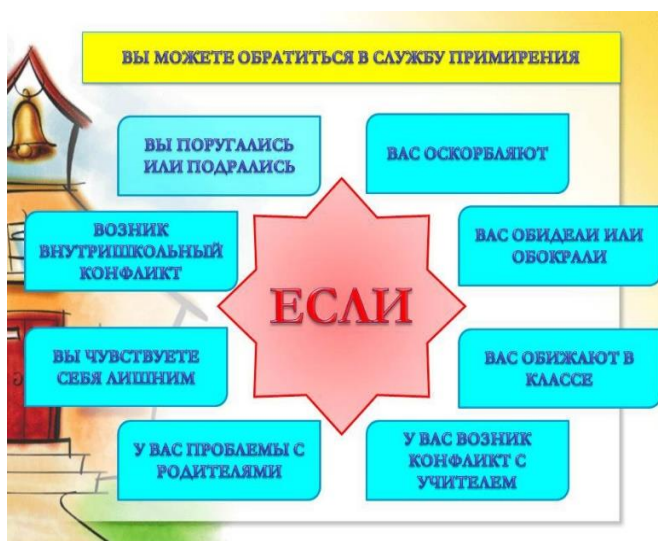 ВЫ МОЖЕТЕ ОБРАТИТЬСЯ В СЛУЖБУ ПРИМИРЕНИЯ
ВЫ ПОРУГАЛИСЬ
ИЛИ ПОДРАЛИСЬ
ВАС ОСКОРБЛЯЮТ
ВОЗНИК
ВНУТРИШКОЛЬНЫЙ
КОНФЛИКТ
ВАС ОБИДЕЛИ ИЛИ
ОБОКРАЛИ
ЕСЛИ
ВЫ ЧУВСТВУЕТЕ
СЕБЯ ЛИШНИМ
ВАС ОБИЖАЮТ В
КЛАССЕ
У ВАС ПРОБЛЕМЫ С
РОДИТЕЛЯМИ
У ВАС ВОЗНИК
КОНФЛИКТ С
УЧИТЕЛЕМ